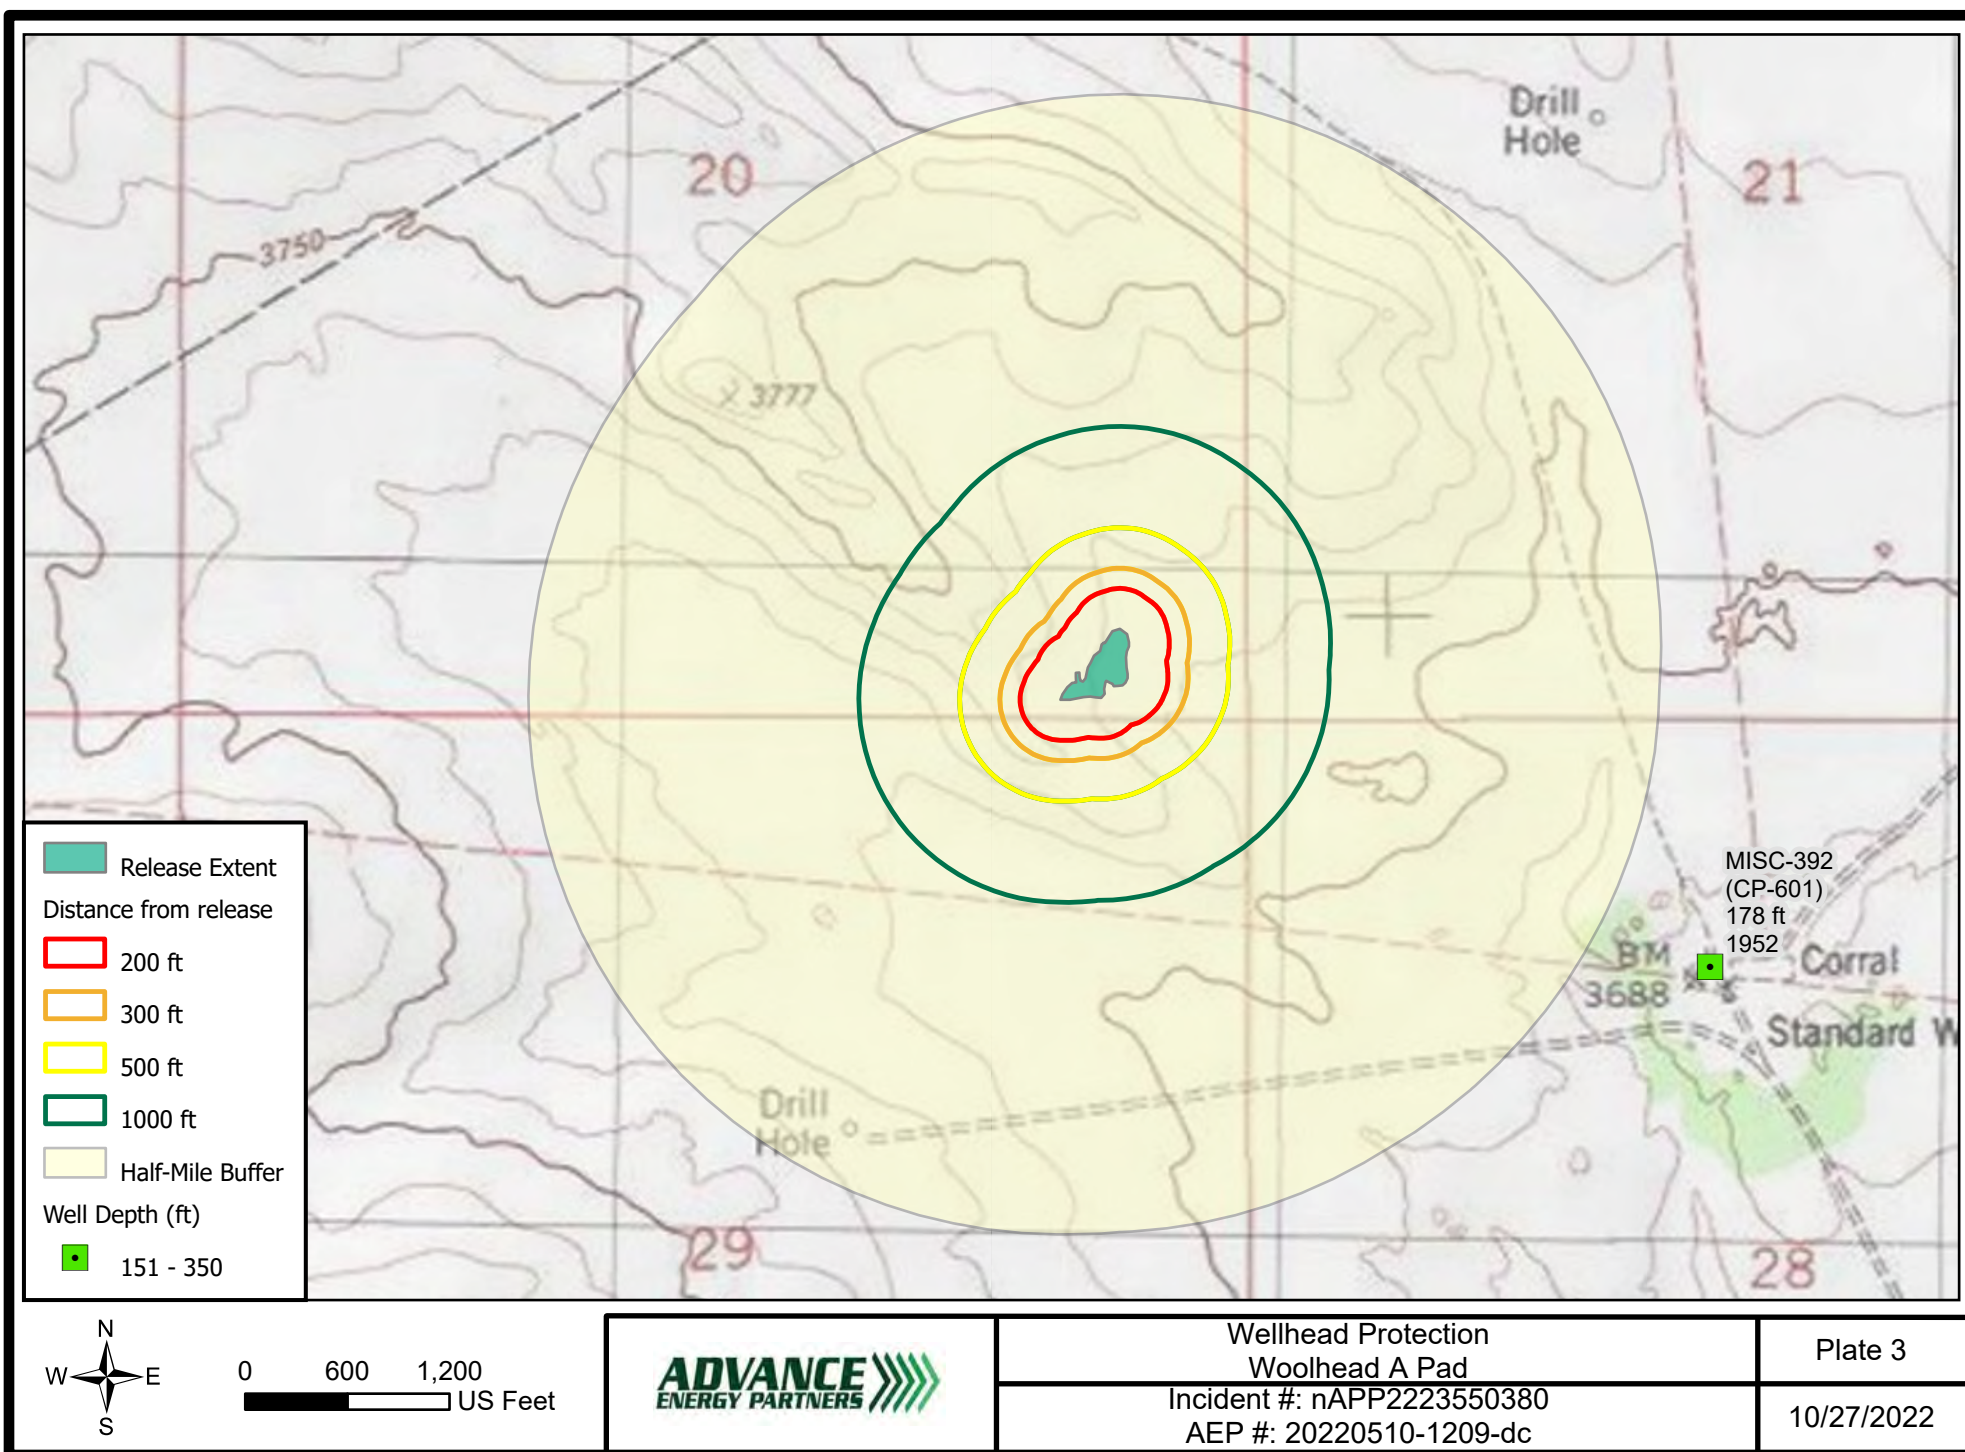 Drill
Hole
20
21
3750
3777
MISC-392
(CP-601)
178 ft
1952
BM
3688
Corral
Standard W
Drill
Hole
29
28
Release Extent
Distance from release
200 ft
300 ft
500 ft
1000 ft
Half-Mile Buffer
Well Depth (ft)
151 - 350
N
W E
S
0 600 1,200
US Feet
ADVANCE
ENERGY PARTNERS
Wellhead Protection
Woolhead A Pad
Incident #: nAPP2223550380
AEP #: 20220510-1209-dc
Plate 3
10/27/2022